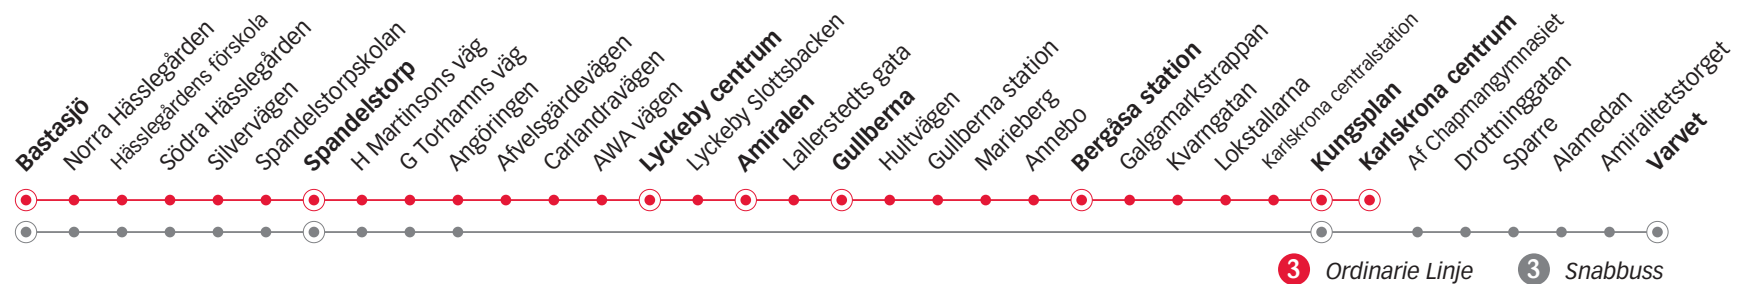 Bastasjö
Norra Hässlegården
Hässlegårdens förskola
Södra Hässlegården
Silvervägen
Spandelstorpskolan
Spandelstorp
H Martinsons väg
G Torhamns väg
Angöringen
Afvelsgärdevägen
Carlandravägen
AWA vägen
Lyckeby centrum
Lyckeby Slottsbacken
Amiralen
Lallerstedts gata
Gullberna
Hultvägen
Gullberna station
Marieberg
Annebo
Bergåsa station
Galgamarkstrappan
Kvarngatan
Lokstallarna
Karlskrona centralstation
Kungsplan
Karlskrona centrum
Af Chapmangymnasiet
Drottninggatan
Sparre
Alamedan
Amiralitetstorget
Varvet
3 Ordinarie Linje
3 Snabbuss